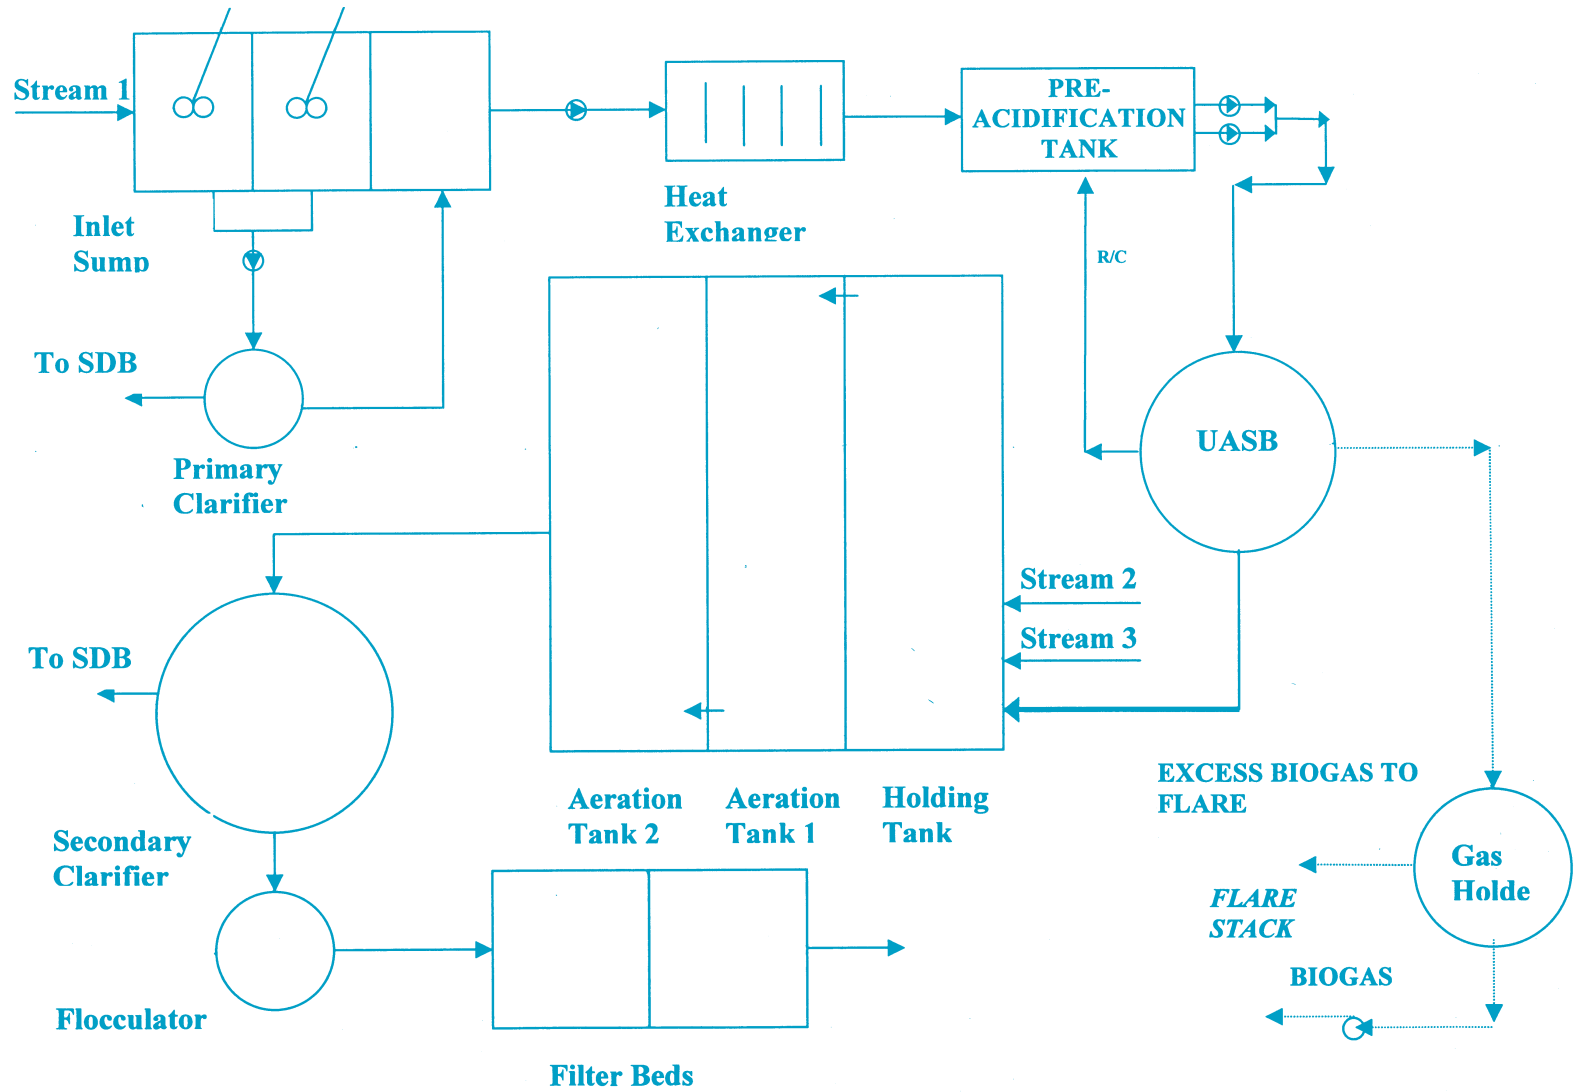 Stream 1
PRE-
ACIDIFICATION
TANK
Heat
Exchanger
Inlet
Sump
R/C
To SDB
UASB
Primary
Clarifier
Stream 2
Stream 3
To SDB
EXCESS BIOGAS TO
FLARE
Aeration
Tank 2
Aeration
Tank 1
Holding
Tank
Secondary
Clarifier
Gas
Holde
FLARE
STACK
BIOGAS
Flocculator
Filter Beds